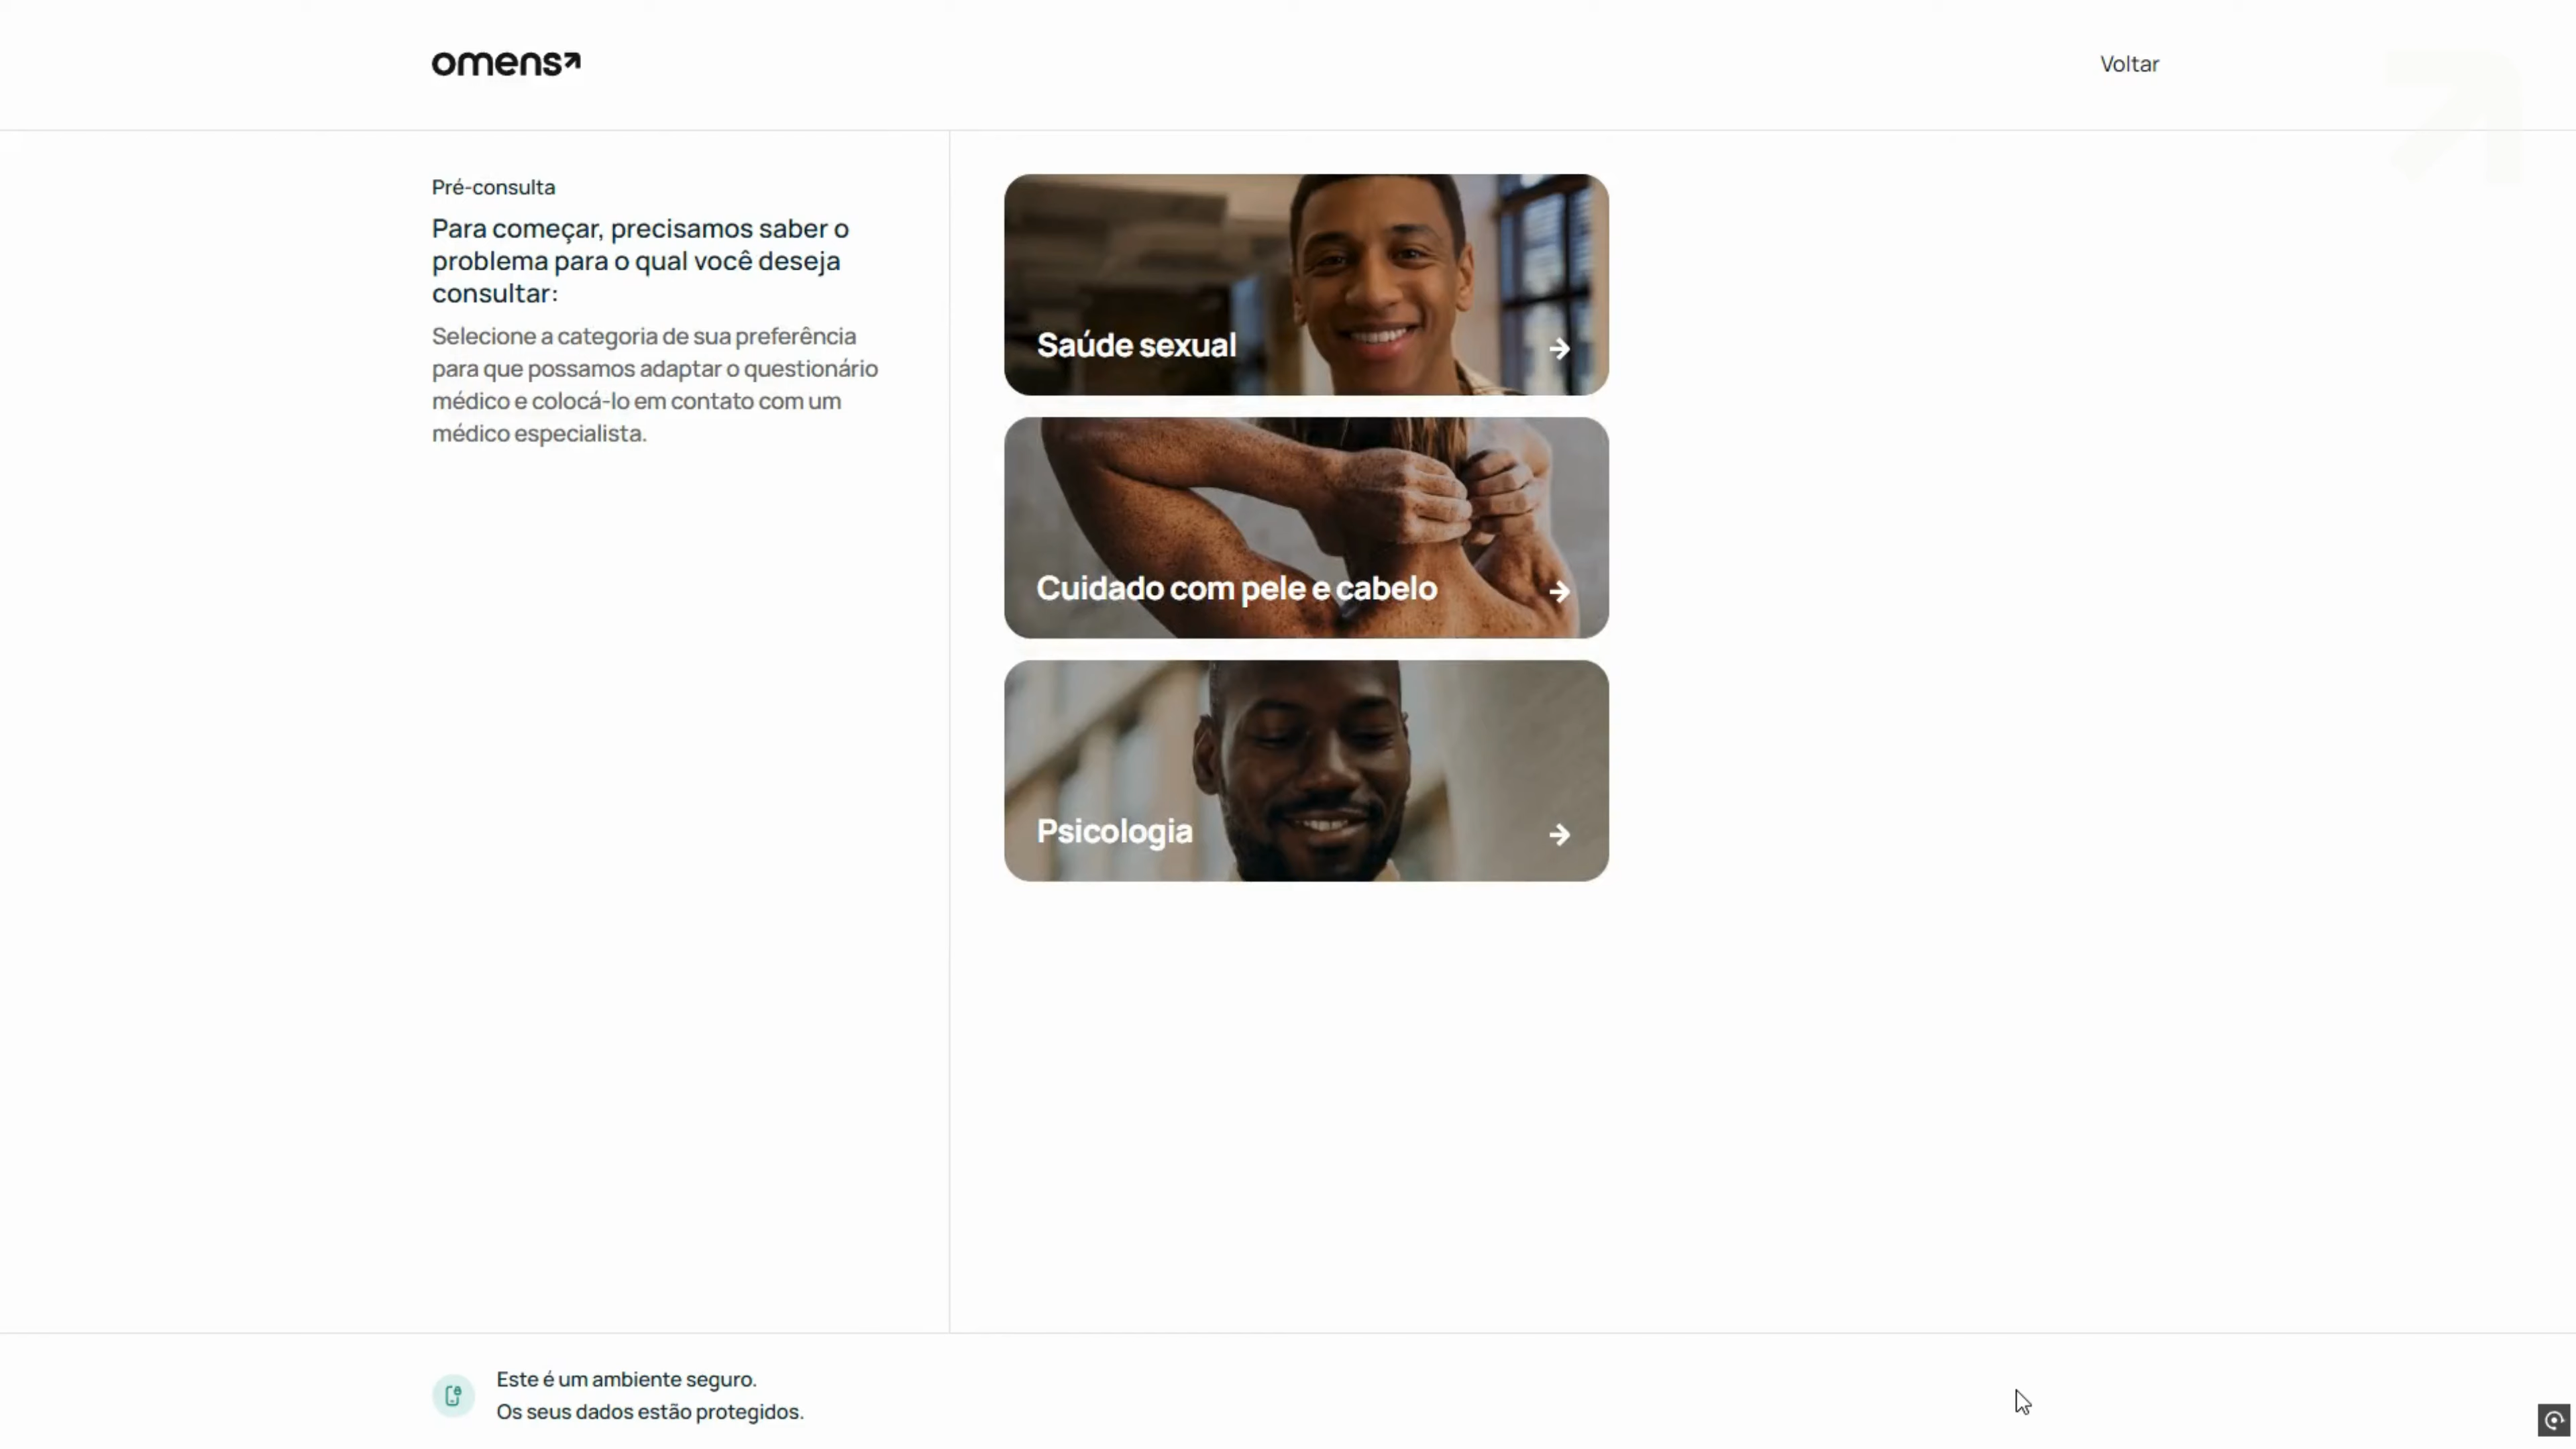 omens
Voltar
Pré-consulta
Para começar, precisamos saber o
problema para o qual você deseja
consultar:
Selecione a categoria de sua preferência
para que possamos adaptar o questionário
médico e colocá-lo em contato com um
médico especialista.
Saúde sexual
Cuidado com pele e cabelo
Psicologia
Este é um ambiente seguro.
Os seus dados estão protegidos.